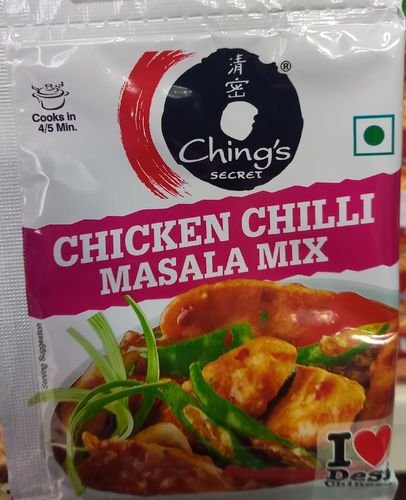 清
密
®
Ching's
SECRET
Cooks in
4/5 Min.
CHICKEN CHILLI
MASALA MIX
Serving Suggestion
I
Desi
Chinese